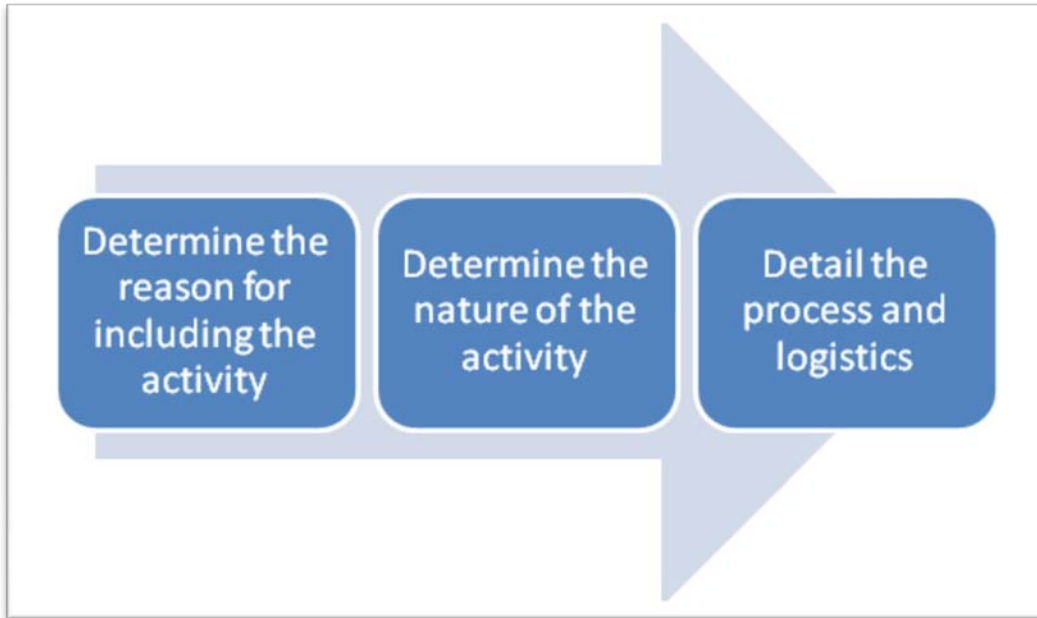 Determine the
reason for
including the
activity
Determine the
nature of the
activity
Detail the
process and
logistics